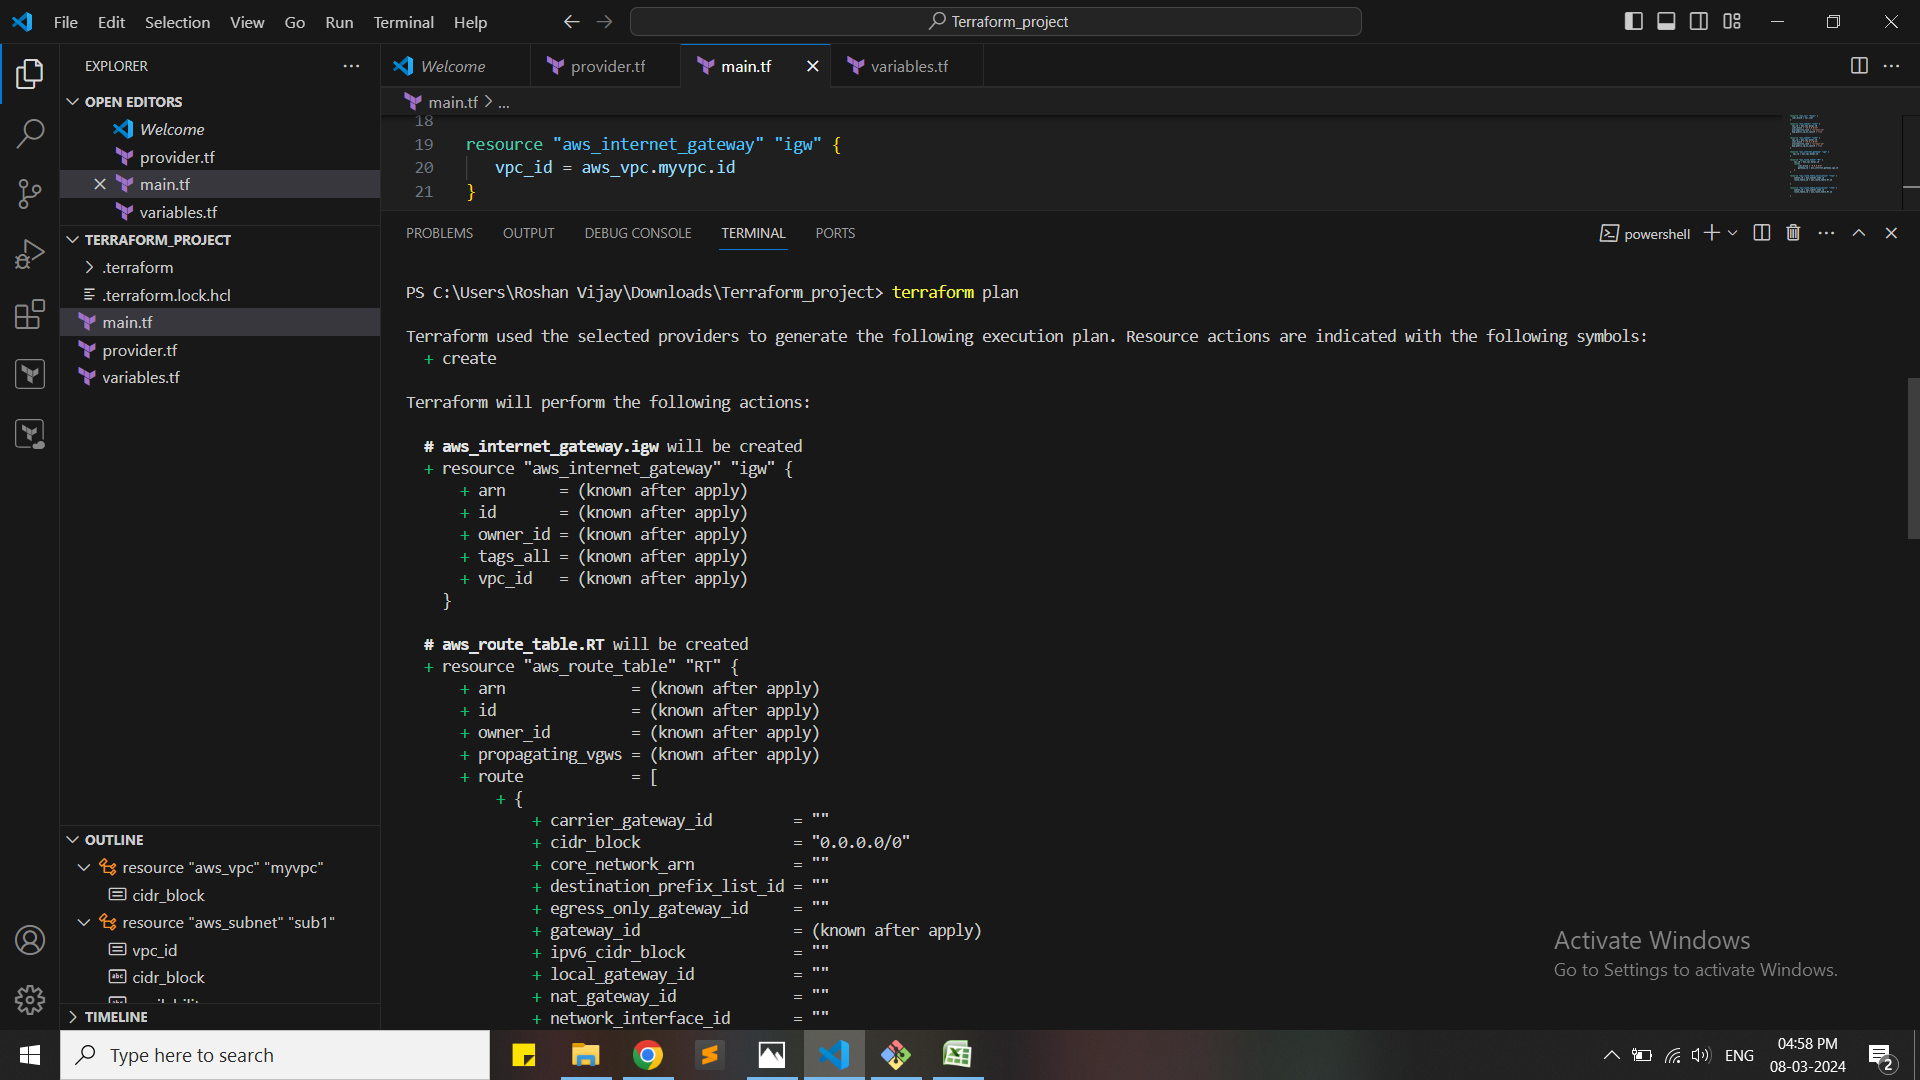 File Edit Selection View Go Run Terminal Help
Terraform_project
EXPLORER
OPEN EDITORS
Welcome
provider.tf
main.tf
variables.tf
TERRAFORM_PROJECT
.terraform
.terraform.lock.hcl
main.tf
provider.tf
variables.tf
OUTLINE
resource "aws_vpc" "myvpc"
cidr_block
resource "aws_subnet" "sub1"
vpc_id
cidr_block
TIMELINE
Welcome provider.tf main.tf variables.tf
main.tf > ...
18
19 resource "aws_internet_gateway" "igw" {
20 vpc_id = aws_vpc.myvpc.id
21 }
PROBLEMS OUTPUT DEBUG CONSOLE TERMINAL PORTS
powershell
PS C:\Users\Roshan Vijay\Downloads\Terraform_project> terraform plan
Terraform used the selected providers to generate the following execution plan. Resource actions are indicated with the following symbols:
+ create
Terraform will perform the following actions:
# aws_internet_gateway.igw will be created
+ resource "aws_internet_gateway" "igw" {
+ arn = (known after apply)
+ id = (known after apply)
+ owner_id = (known after apply)
+ tags_all = (known after apply)
+ vpc_id = (known after apply)
}
# aws_route_table.RT will be created
+ resource "aws_route_table" "RT" {
+ arn = (known after apply)
+ id = (known after apply)
+ owner_id = (known after apply)
+ propagating_vgws = (known after apply)
+ route = [
+ {
+ carrier_gateway_id = ""
+ cidr_block = "0.0.0.0/0"
+ core_network_arn = ""
+ destination_prefix_list_id = ""
+ egress_only_gateway_id = ""
+ gateway_id = (known after apply)
+ ipv6_cidr_block = ""
+ local_gateway_id = ""
+ nat_gateway_id = ""
+ network_interface_id = ""
Activate Windows
Go to Settings to activate Windows.
Type here to search
ENG
04:58 PM
08-03-2024
2